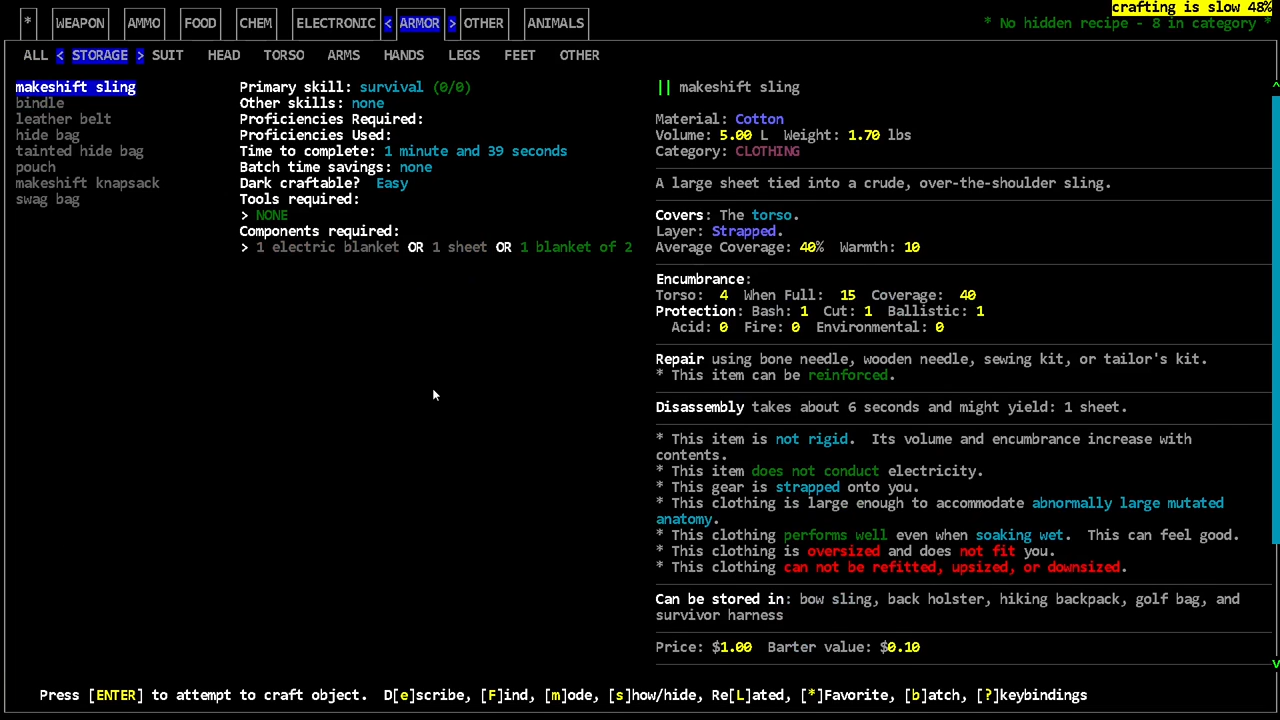 crafting is slow 48%
* WEAPON AMMO FOOD CHEM ELECTRONIC < ARMOR > OTHER ANIMALS * No hidden recipe - 8 in category *
ALL < STORAGE > SUIT HEAD TORSO ARMS HANDS LEGS FEET OTHER
makeshift sling
bindle
leather belt
hide bag
tainted hide bag
pouch
makeshift knapsack
swag bag
Primary skill: survival (0/0)
Other skills: none
Proficiencies Required:
Proficiencies Used:
Time to complete: 1 minute and 39 seconds
Batch time savings: none
Dark craftable? Easy
Tools required:
> NONE
Components required:
> 1 electric blanket OR 1 sheet OR 1 blanket of 2
|| makeshift sling
Material: Cotton
Volume: 5.00 L Weight: 1.70 lbs
Category: CLOTHING
A large sheet tied into a crude, over-the-shoulder sling.
Covers: The torso.
Layer: Strapped.
Average Coverage: 40% Warmth: 10
Encumbrance:
Torso: 4 When Full: 15 Coverage: 40
Protection: Bash: 1 Cut: 1 Ballistic: 1
Acid: 0 Fire: 0 Environmental: 0
Repair using bone needle, wooden needle, sewing kit, or tailor's kit.
* This item can be reinforced.
Disassembly takes about 6 seconds and might yield: 1 sheet.
* This item is not rigid. Its volume and encumbrance increase with
contents.
* This item does not conduct electricity.
* This gear is strapped onto you.
* This clothing is large enough to accommodate abnormally large mutated
anatomy.
* This clothing performs well even when soaking wet. This can feel good.
* This clothing is oversized and does not fit you.
* This clothing can not be refitted, upsized, or downsized.
Can be stored in: bow sling, back holster, hiking backpack, golf bag, and
survivor harness
Price: $1.00 Barter value: $0.10
Press [ENTER] to attempt to craft object. D[e]scribe, [F]ind, [m]ode, [s]how/hide, Re[L]ated, [*]Favorite, [b]atch, [?]keybindings